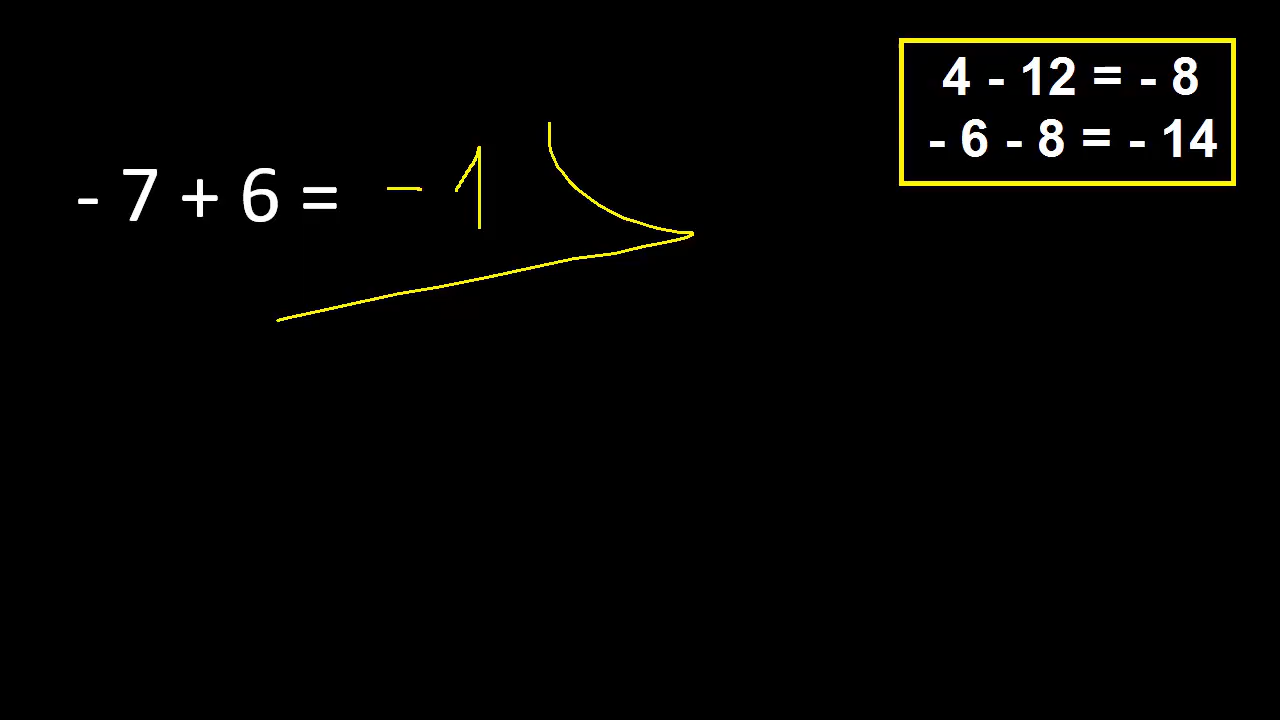 - 7 + 6 = - 1
4 - 12 = - 8
- 6 - 8 = - 14